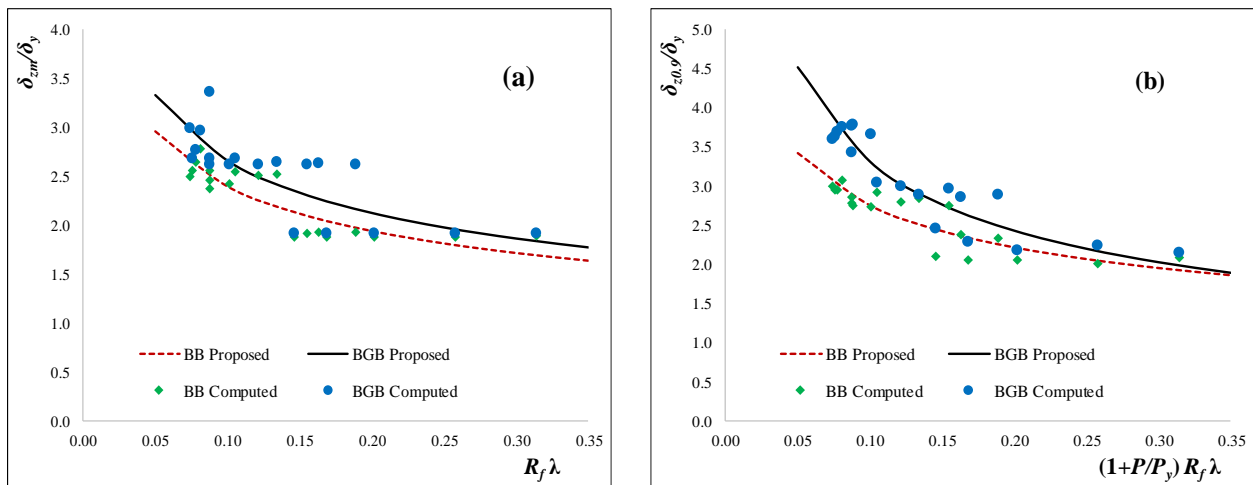 δzm/δy
4.0
3.5
3.0
2.5
2.0
1.5
1.0
0.5
0.0
(a)
BB Proposed BGB Proposed
BB Computed BGB Computed
0.00 0.05 0.10 0.15 0.20 0.25 0.30 0.35
Rf λ
δz0.9/δy
5.0
4.5
4.0
3.5
3.0
2.5
2.0
1.5
1.0
0.5
0.0
(b)
BB Proposed BGB Proposed
BB Computed BGB Computed
0.00 0.05 0.10 0.15 0.20 0.25 0.30 0.35
(1+P/Py) Rf λ